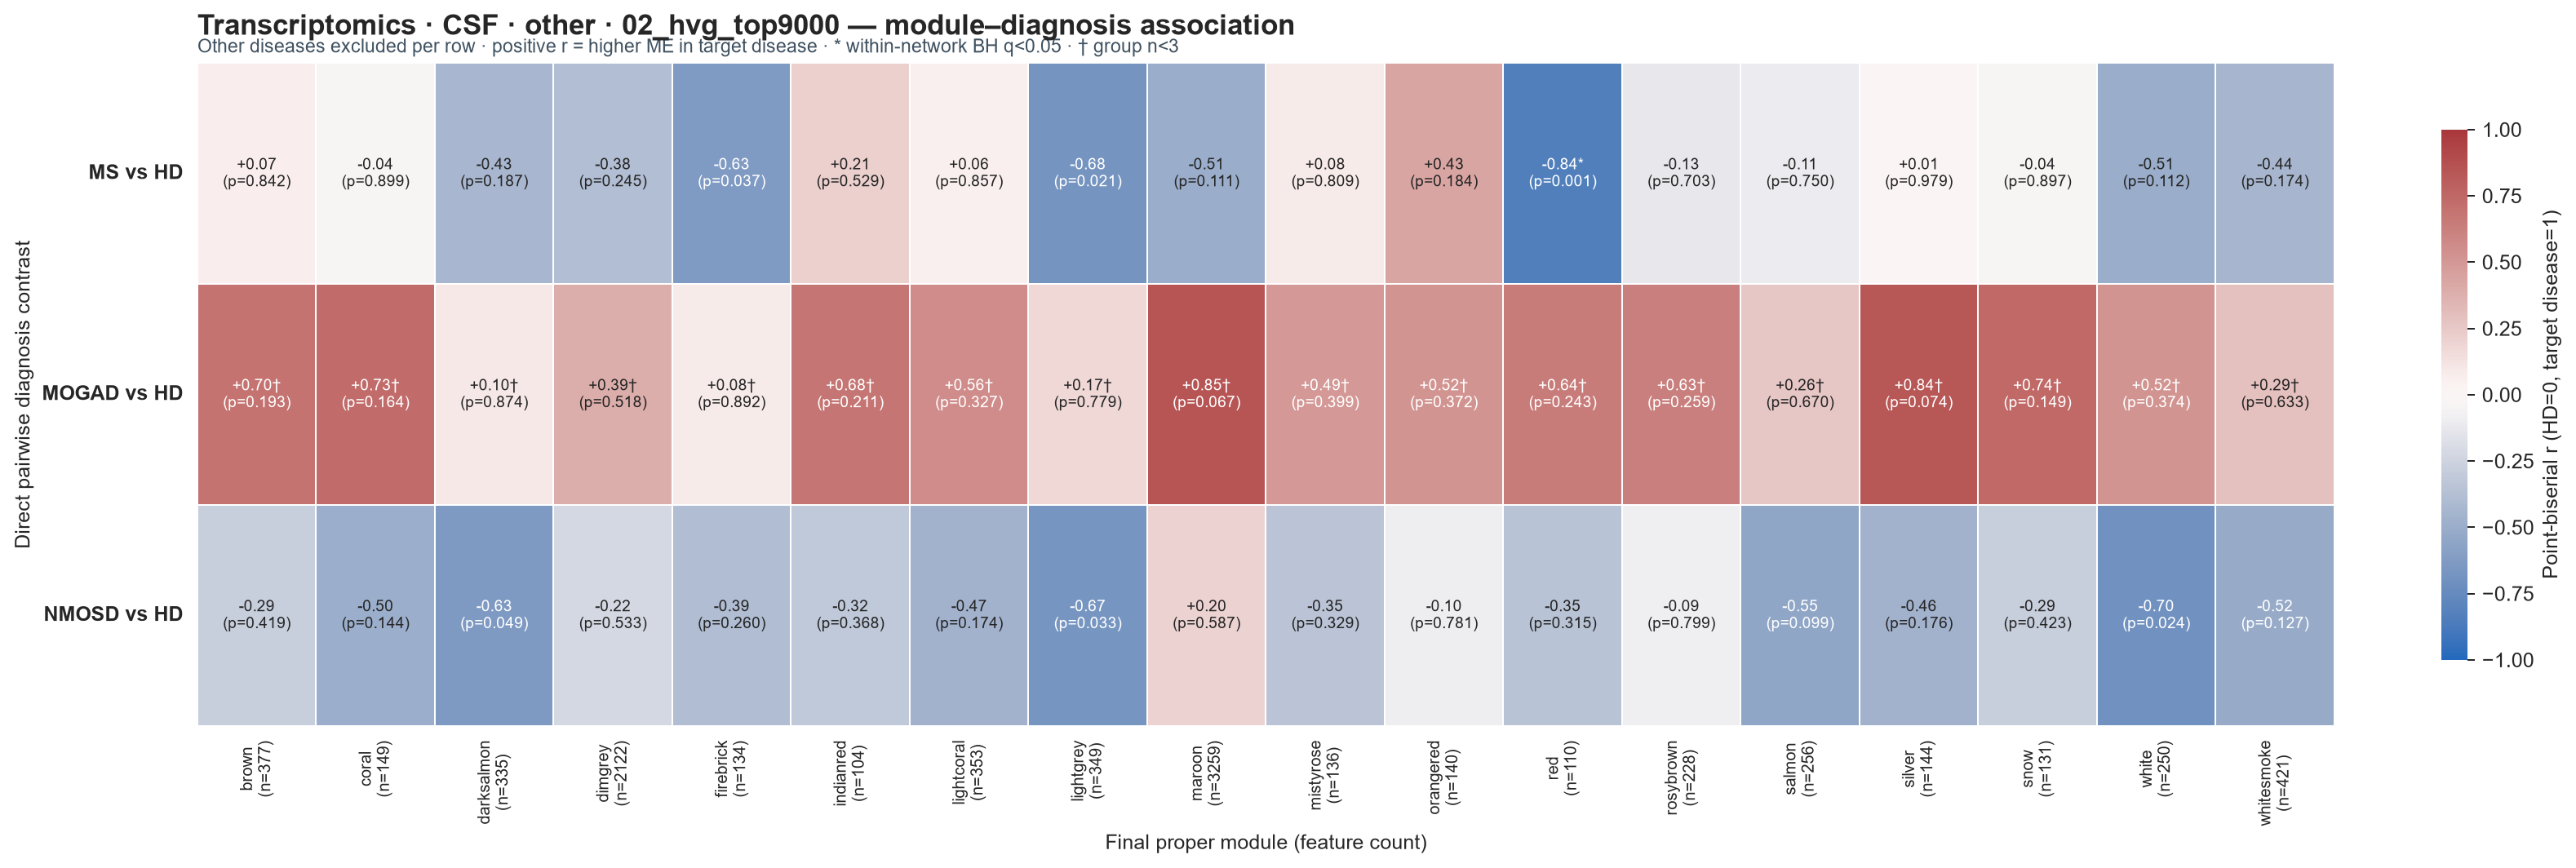 Transcriptomics · CSF · other · 02_hvg_top9000 — module–diagnosis association
Other diseases excluded per row · positive r = higher ME in target disease · * within-network BH q<0.05 · † group n<3
Direct pairwise diagnosis contrast
MS vs HD
+0.07 -0.04 -0.43 -0.38 -0.63 +0.21 +0.06 -0.68 -0.51 +0.08 +0.43 -0.84* -0.13 -0.11 +0.01 -0.04 -0.51 -0.44
(p=0.842) (p=0.899) (p=0.187) (p=0.245) (p=0.037) (p=0.529) (p=0.857) (p=0.021) (p=0.111) (p=0.809) (p=0.184) (p=0.001) (p=0.703) (p=0.750) (p=0.979) (p=0.897) (p=0.112) (p=0.174)
MOGAD vs HD
+0.70† +0.73† +0.10† +0.39† +0.08† +0.68† +0.56† +0.17† +0.85† +0.49† +0.52† +0.64† +0.63† +0.26† +0.84† +0.74† +0.52† +0.29†
(p=0.193) (p=0.164) (p=0.874) (p=0.518) (p=0.892) (p=0.211) (p=0.327) (p=0.779) (p=0.067) (p=0.399) (p=0.372) (p=0.243) (p=0.259) (p=0.670) (p=0.074) (p=0.149) (p=0.374) (p=0.633)
NMOSD vs HD
-0.29 -0.50 -0.63 -0.22 -0.39 -0.32 -0.47 -0.67 +0.20 -0.35 -0.10 -0.35 -0.09 -0.55 -0.46 -0.29 -0.70 -0.52
(p=0.419) (p=0.144) (p=0.049) (p=0.533) (p=0.260) (p=0.368) (p=0.174) (p=0.033) (p=0.587) (p=0.329) (p=0.781) (p=0.315) (p=0.799) (p=0.099) (p=0.176) (p=0.423) (p=0.024) (p=0.127)
brown
(n=377)
coral
(n=149)
darksalmon
(n=335)
dimgrey
(n=2122)
firebrick
(n=134)
indianred
(n=104)
lightcoral
(n=353)
lightgrey
(n=349)
maroon
(n=3259)
mistyrose
(n=136)
orangered
(n=140)
red
(n=110)
rosybrown
(n=228)
salmon
(n=256)
silver
(n=144)
snow
(n=131)
white
(n=250)
whitesmoke
(n=421)
Final proper module (feature count)
1.00
0.75
0.50
0.25
0.00
−0.25
−0.50
−0.75
−1.00
Point-biserial r (HD=0, target disease=1)